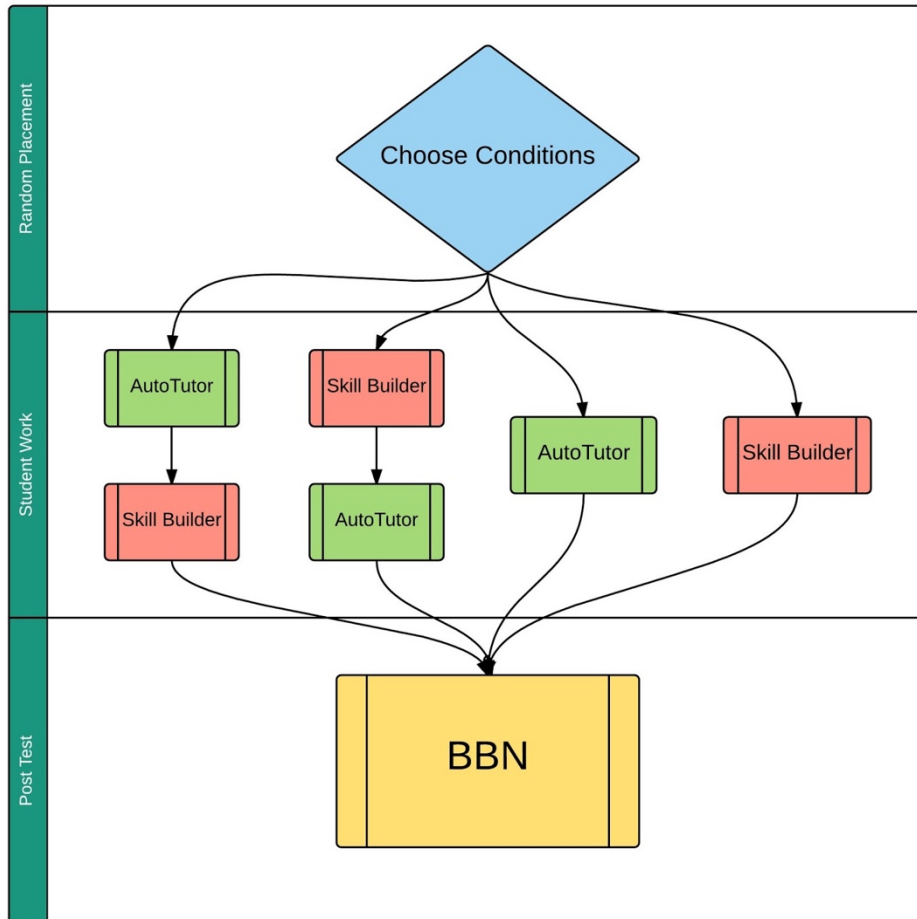 Random Placement
Choose Conditions
Student Work
AutoTutor
Skill Builder
Skill Builder
AutoTutor
AutoTutor
Skill Builder
Post Test
BBN